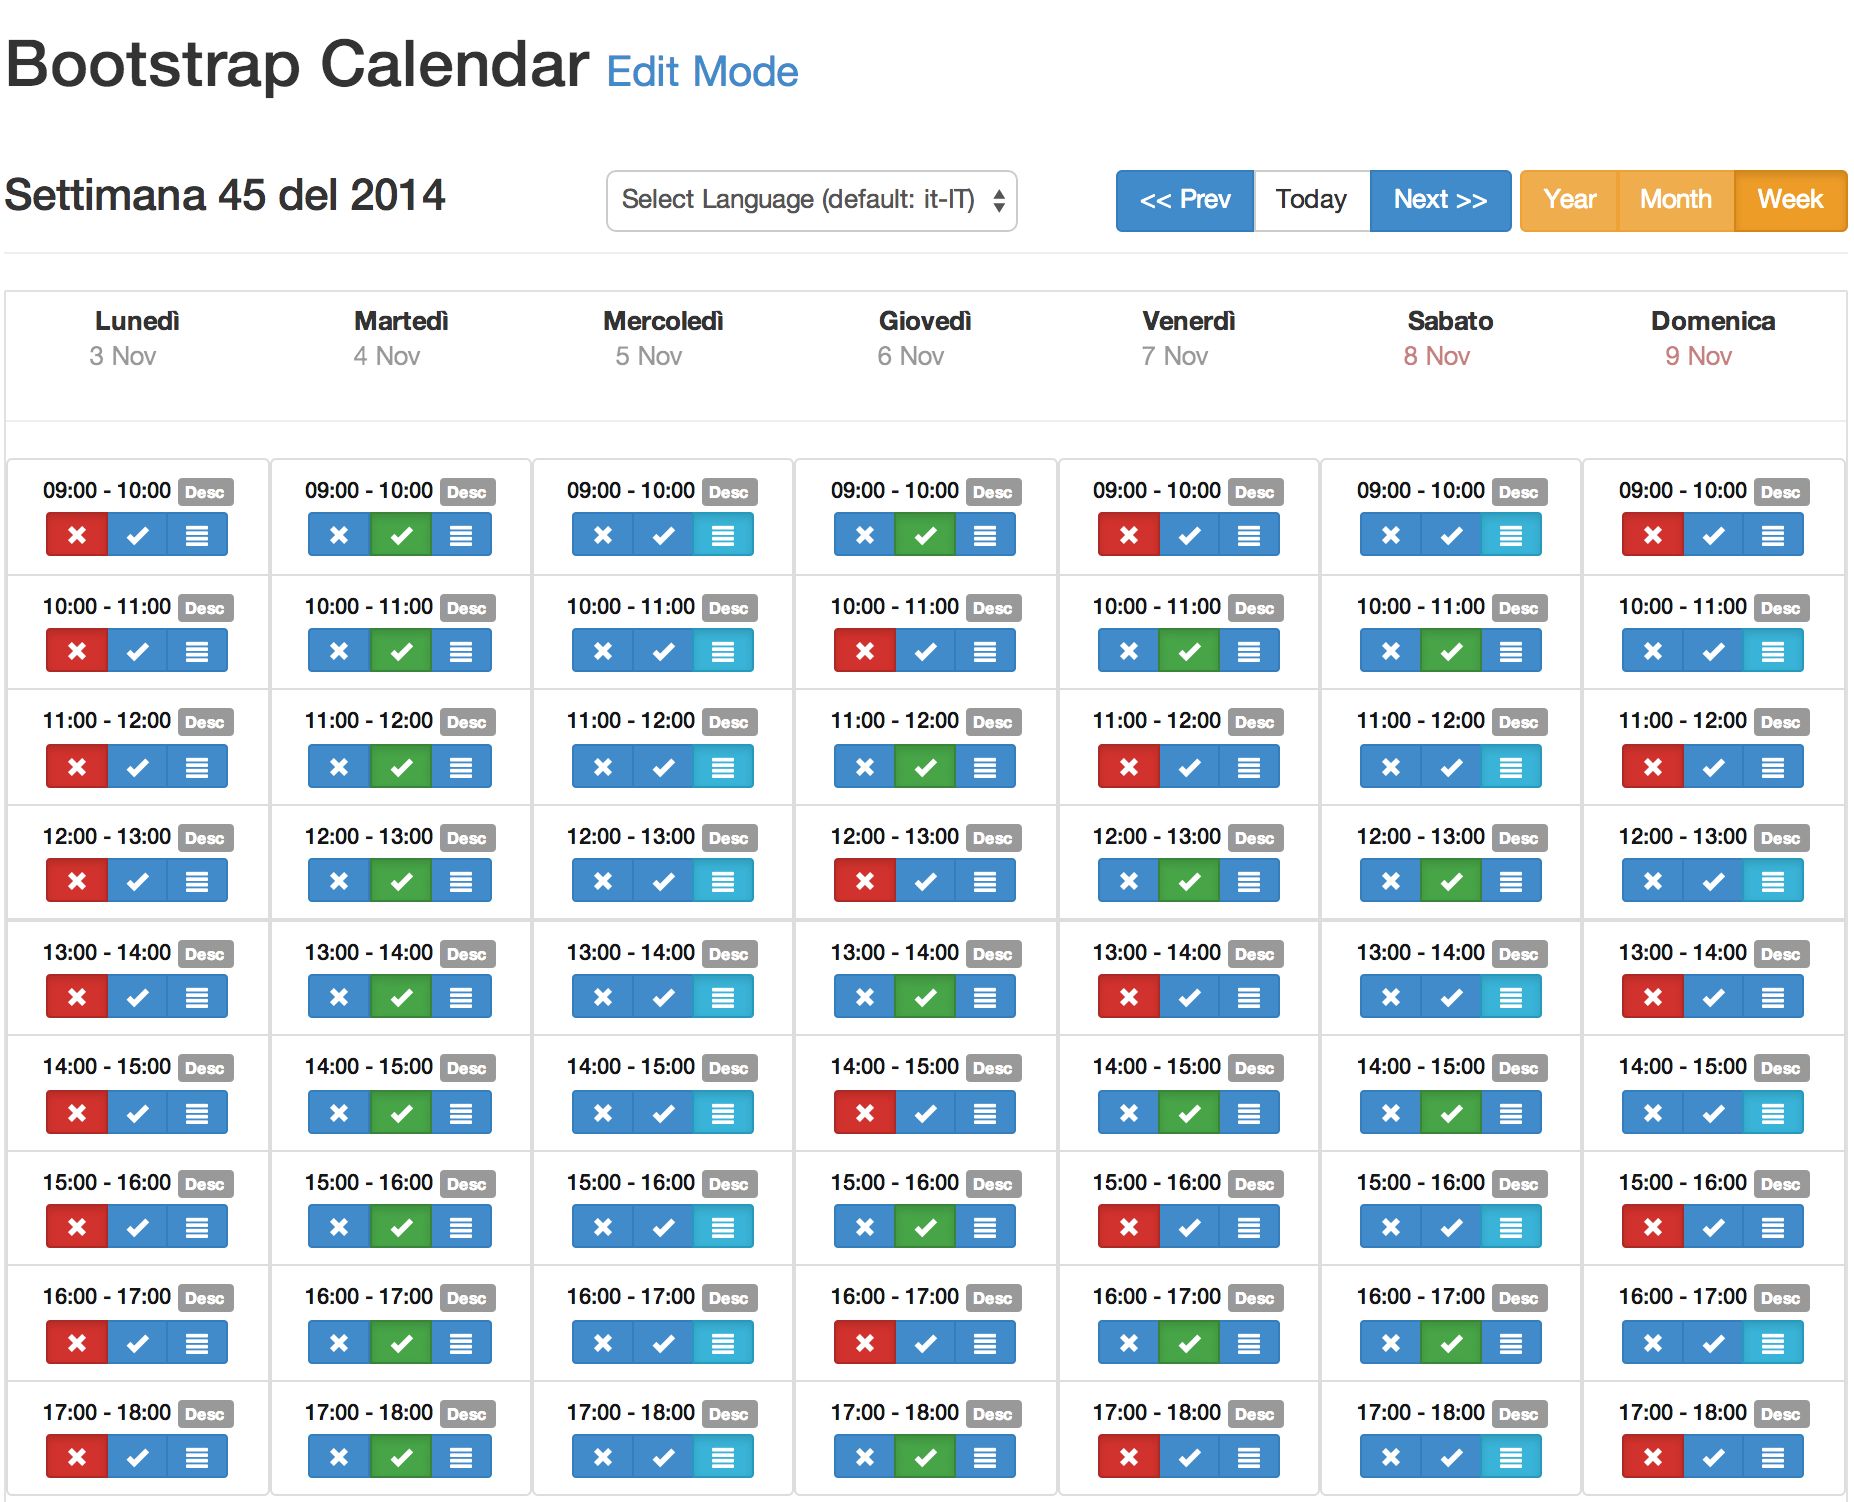 Bootstrap Calendar Edit Mode
Settimana 45 del 2014 Select Language (default: it-IT) << Prev Today Next >> Year Month Week
Lunedì Martedì Mercoledì Giovedì Venerdì Sabato Domenica
3 Nov 4 Nov 5 Nov 6 Nov 7 Nov 8 Nov 9 Nov
09:00 - 10:00 Desc 09:00 - 10:00 Desc 09:00 - 10:00 Desc 09:00 - 10:00 Desc 09:00 - 10:00 Desc 09:00 - 10:00 Desc 09:00 - 10:00 Desc
10:00 - 11:00 Desc 10:00 - 11:00 Desc 10:00 - 11:00 Desc 10:00 - 11:00 Desc 10:00 - 11:00 Desc 10:00 - 11:00 Desc 10:00 - 11:00 Desc
11:00 - 12:00 Desc 11:00 - 12:00 Desc 11:00 - 12:00 Desc 11:00 - 12:00 Desc 11:00 - 12:00 Desc 11:00 - 12:00 Desc 11:00 - 12:00 Desc
12:00 - 13:00 Desc 12:00 - 13:00 Desc 12:00 - 13:00 Desc 12:00 - 13:00 Desc 12:00 - 13:00 Desc 12:00 - 13:00 Desc 12:00 - 13:00 Desc
13:00 - 14:00 Desc 13:00 - 14:00 Desc 13:00 - 14:00 Desc 13:00 - 14:00 Desc 13:00 - 14:00 Desc 13:00 - 14:00 Desc 13:00 - 14:00 Desc
14:00 - 15:00 Desc 14:00 - 15:00 Desc 14:00 - 15:00 Desc 14:00 - 15:00 Desc 14:00 - 15:00 Desc 14:00 - 15:00 Desc 14:00 - 15:00 Desc
15:00 - 16:00 Desc 15:00 - 16:00 Desc 15:00 - 16:00 Desc 15:00 - 16:00 Desc 15:00 - 16:00 Desc 15:00 - 16:00 Desc 15:00 - 16:00 Desc
16:00 - 17:00 Desc 16:00 - 17:00 Desc 16:00 - 17:00 Desc 16:00 - 17:00 Desc 16:00 - 17:00 Desc 16:00 - 17:00 Desc 16:00 - 17:00 Desc
17:00 - 18:00 Desc 17:00 - 18:00 Desc 17:00 - 18:00 Desc 17:00 - 18:00 Desc 17:00 - 18:00 Desc 17:00 - 18:00 Desc 17:00 - 18:00 Desc